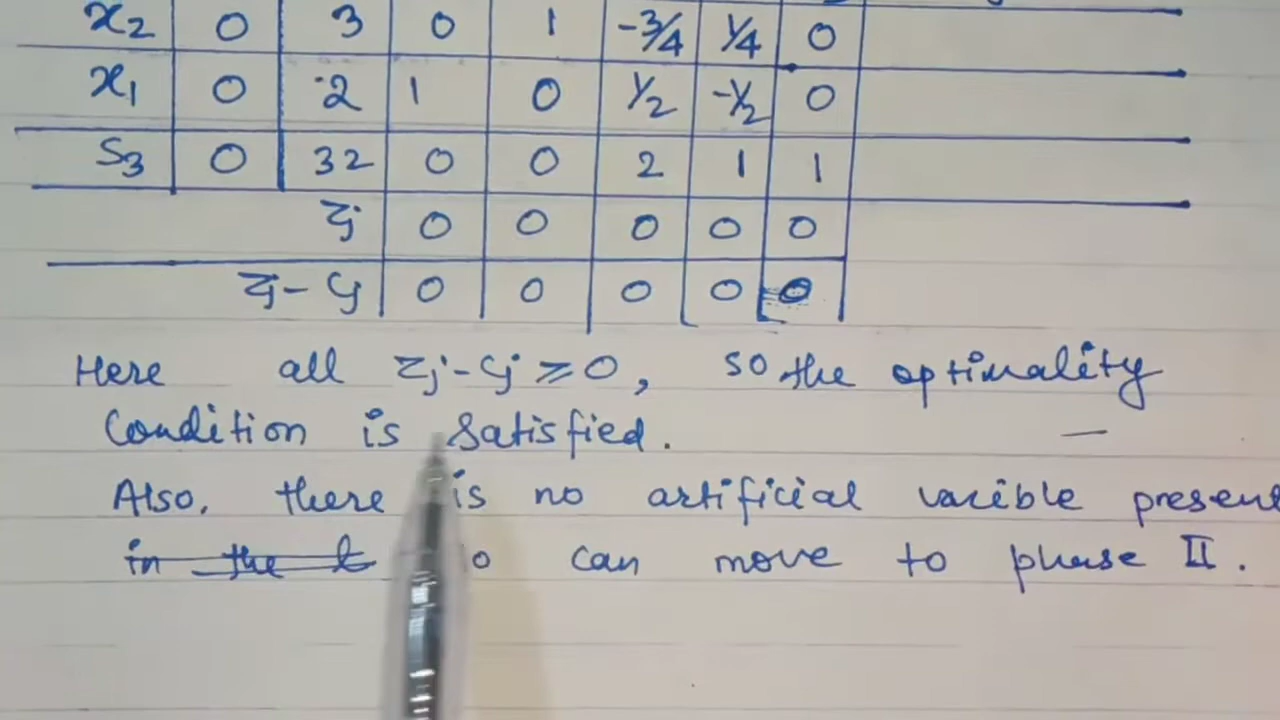 x2 0 3 0 1 -3/4 1/4 0
x1 0 2 1 0 1/2 -1/2 0
S3 0 32 0 0 2 1 1
zj 0 0 0 0 0
zj - cj 0 0 0 0 0
Here all zj - cj ≥ 0, so the optimality
Condition is satisfied.
Also, there is no artificial varible present
in the can move to phase II.